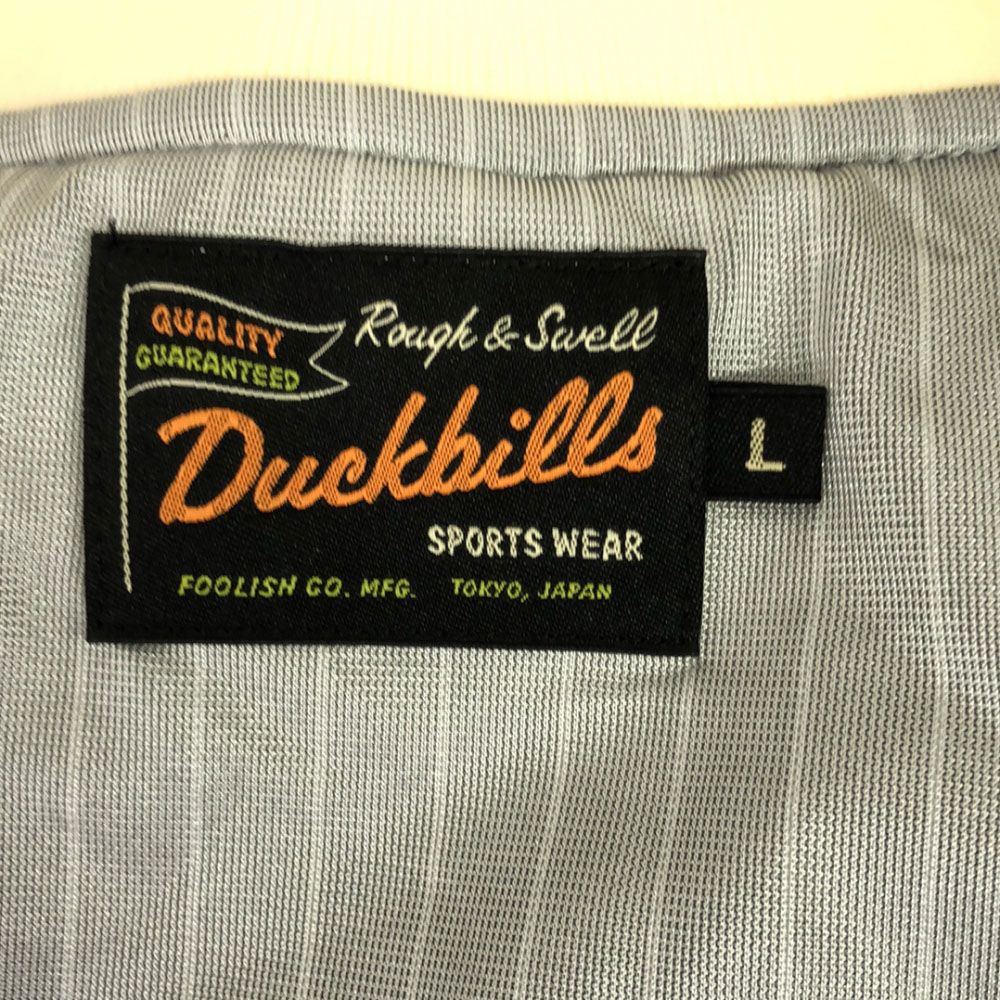 QUALITY
GUARANTEED
Rough & Swell
Duckbills
SPORTS WEAR
FOOLISH CO. MFG. TOKYO, JAPAN
L